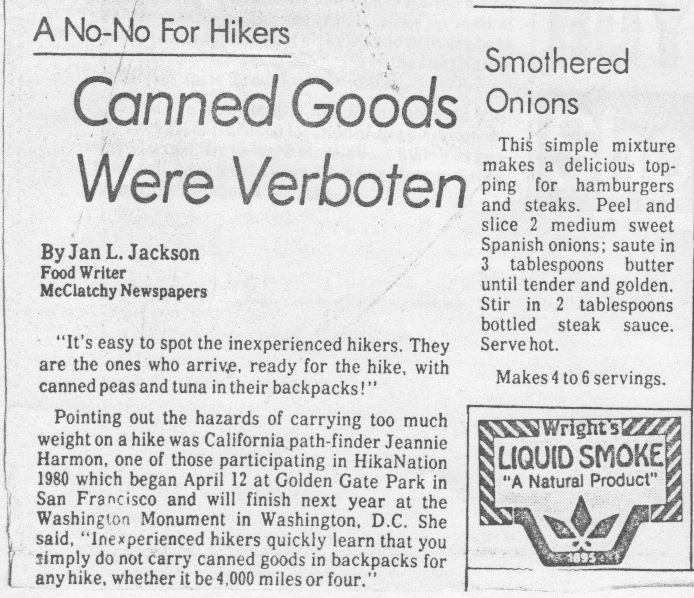 A No-No For Hikers
Canned Goods
Were Verboten
By Jan L. Jackson
Food Writer
McClatchy Newspapers
"It's easy to spot the inexperienced hikers. They
are the ones who arrive, ready for the hike, with
canned peas and tuna in their backpacks!"
Pointing out the hazards of carrying too much
weight on a hike was California path-finder Jeannie
Harmon, one of those participating in HikaNation
1980 which began April 12 at Golden Gate Park in
San Francisco and will finish next year at the
Washington Monument in Washington, D.C. She
said, "Inexperienced hikers quickly learn that you
simply do not carry canned goods in backpacks for
any hike, whether it be 4,000 miles or four."
Smothered
Onions
This simple mixture
makes a delicious top-
ping for hamburgers
and steaks. Peel and
slice 2 medium sweet
Spanish onions; saute in
3 tablespoons butter
until tender and golden.
Stir in 2 tablespoons
bottled steak sauce.
Serve hot.
Makes 4 to 6 servings.
Wright's
LIQUID SMOKE
"A Natural Product"
1895